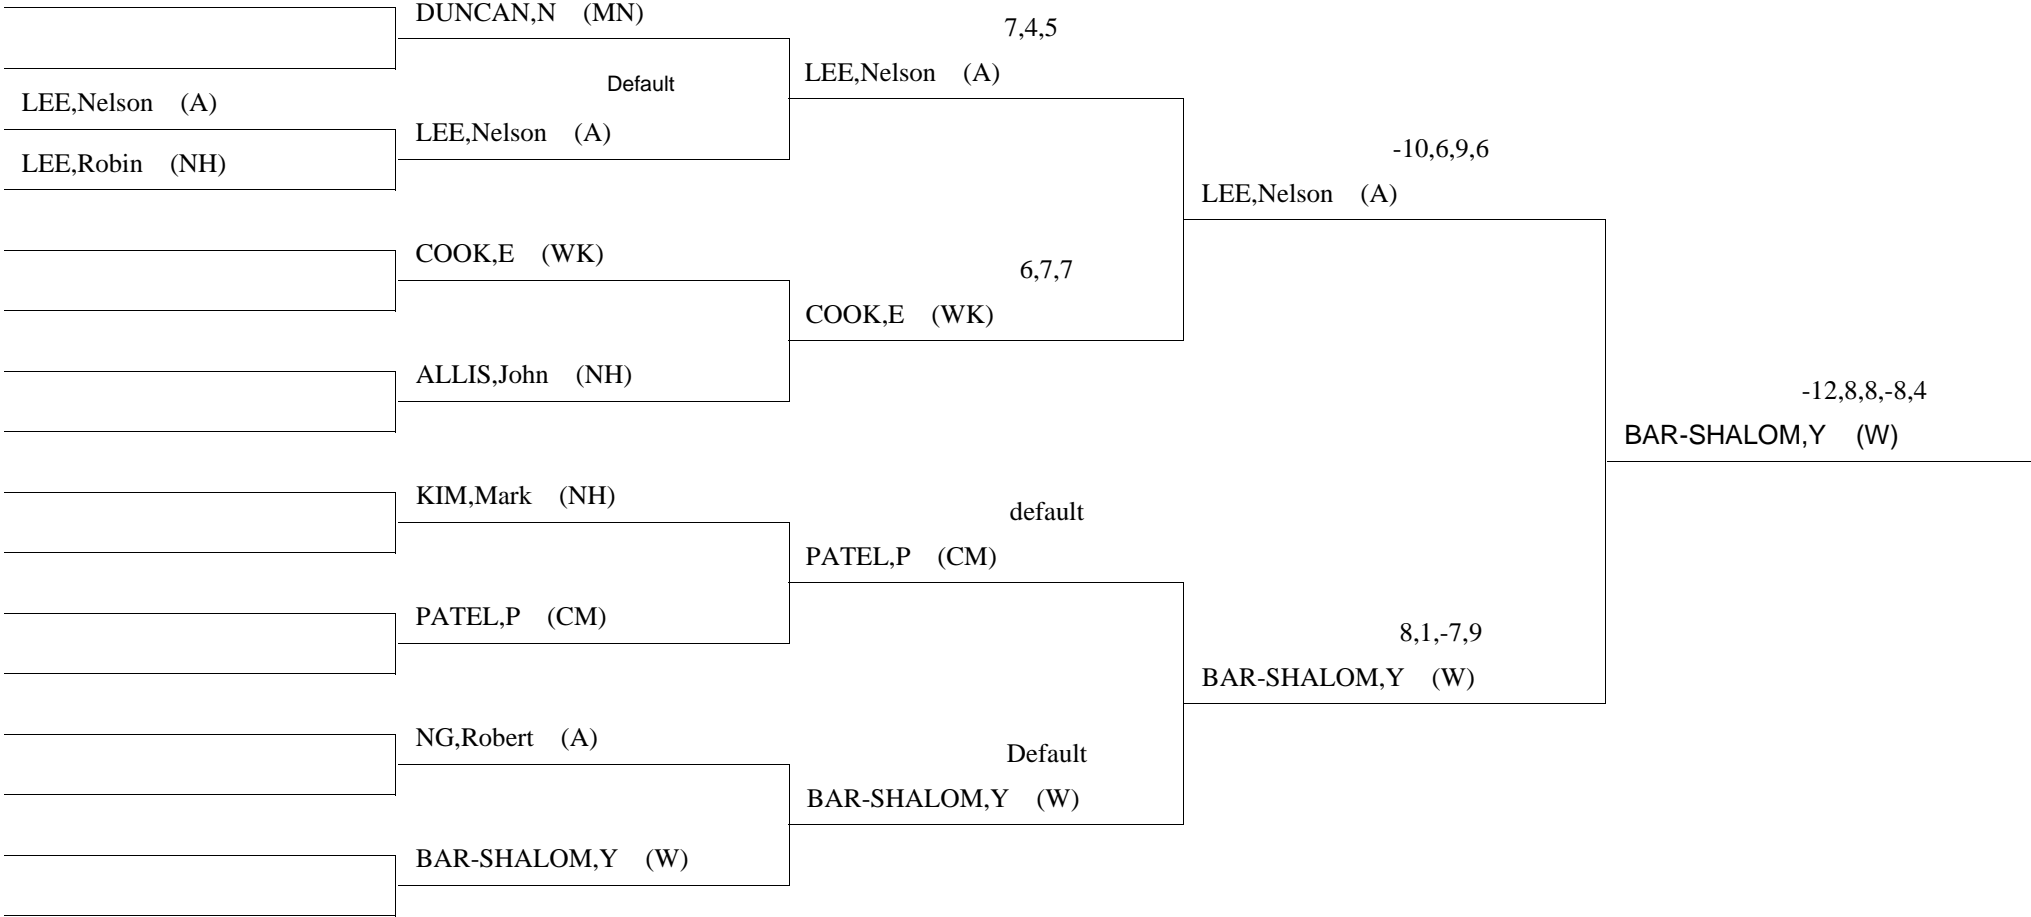 DUNCAN,N (MN)
7,4,5
LEE,Nelson (A)
Default
LEE,Nelson (A)
LEE,Nelson (A)
-10,6,9,6
LEE,Robin (NH)
LEE,Nelson (A)
COOK,E (WK)
6,7,7
COOK,E (WK)
ALLIS,John (NH)
-12,8,8,-8,4
BAR-SHALOM,Y (W)
KIM,Mark (NH)
default
PATEL,P (CM)
PATEL,P (CM)
8,1,-7,9
BAR-SHALOM,Y (W)
NG,Robert (A)
Default
BAR-SHALOM,Y (W)
BAR-SHALOM,Y (W)